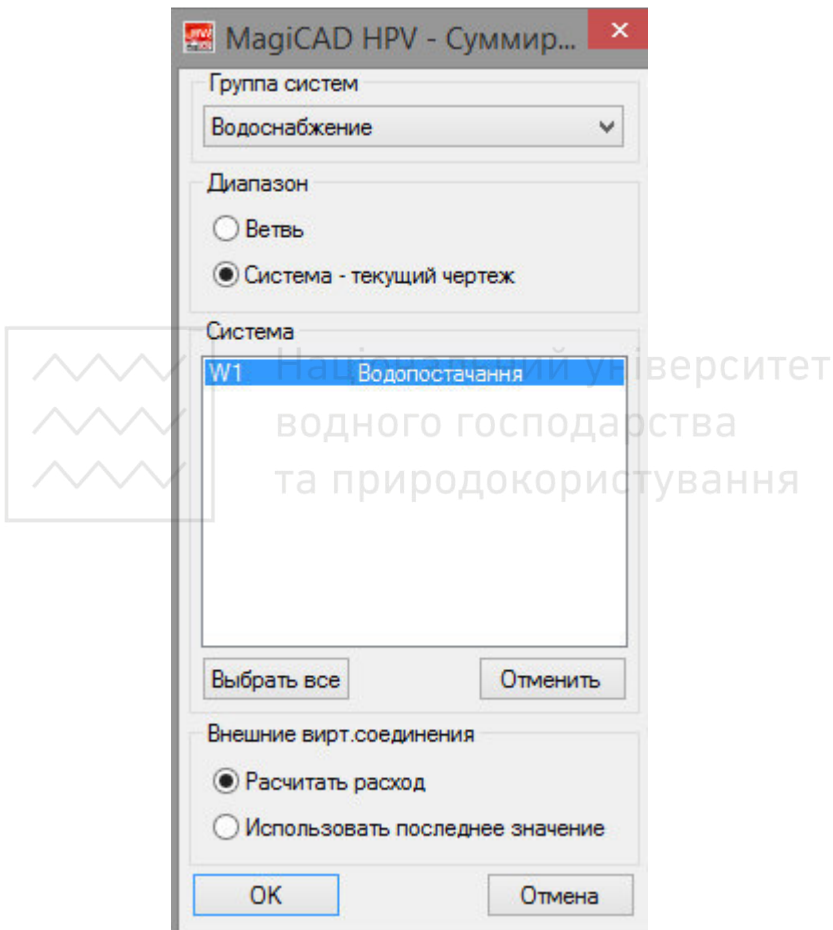 MagiCAD HPV - Суммир...
Группа систем
Водоснабжение
Диапазон
Ветвь
Система - текущий чертеж
Система
W1 Водопостачання
Національний університет
водного господарства
та природокористування
Выбрать все Отменить
Внешние вирт.соединения
Расчитать расход
Использовать последнее значение
OK Отмена